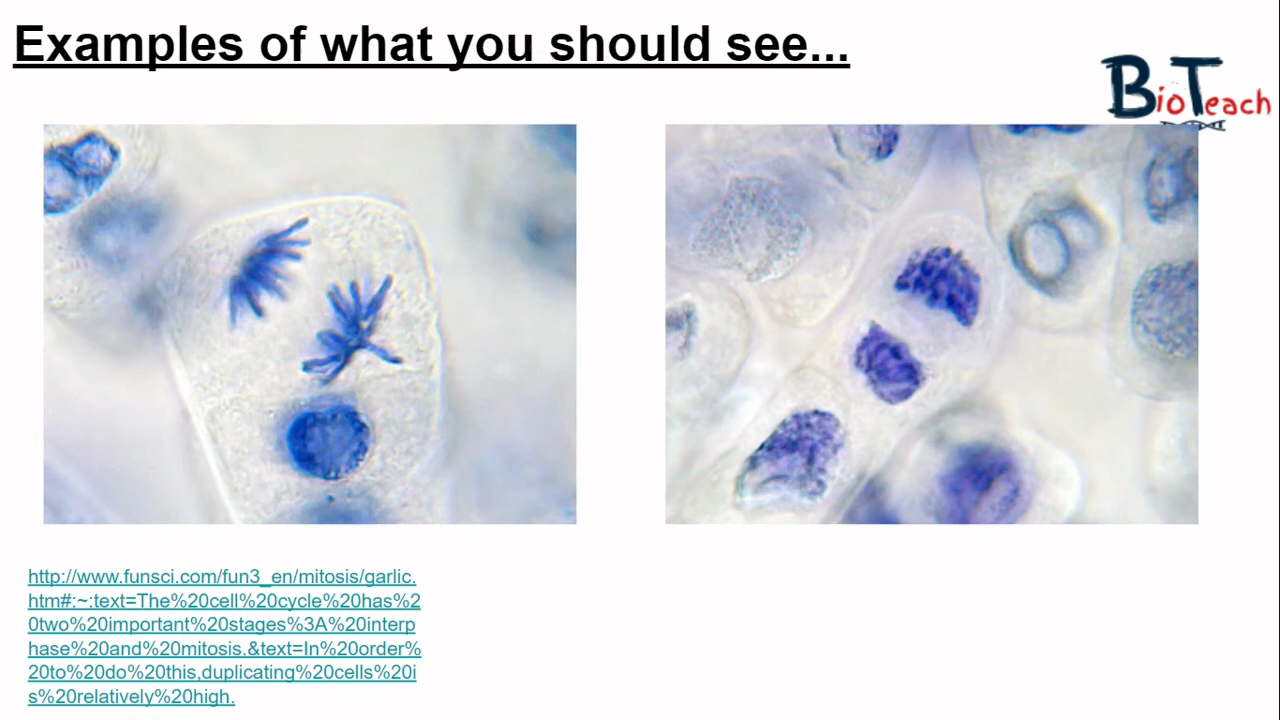 Examples of what you should see...
BioTeach
http://www.funsci.com/fun3_en/mitosis/garlic.
htm#:~:text=The%20cell%20cycle%20has%2
0two%20important%20stages%3A%20interp
hase%20and%20mitosis.&text=In%20order%
20to%20do%20this,duplicating%20cells%20i
s%20relatively%20high.